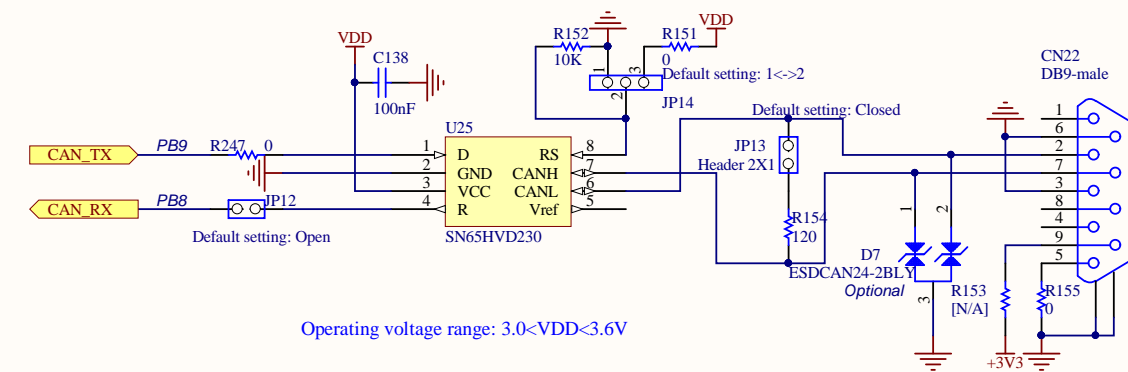 R152
10K
R151
0
VDD
1
2
3
Default setting: 1<->2
JP14
VDD
C138
100nF
CN22
DB9-male
Default setting: Closed
JP13
Header 2X1
U25
CAN_TX
PB9
R247
0
1
D
RS
8
2
GND
CANH
7
3
VCC
CANL
6
CAN_RX
PB8
JP12
4
R
Vref
5
Default setting: Open
SN65HVD230
R154
120
1
2
D7
ESDCAN24-2BLY
Optional
3
1
6
2
7
3
8
4
9
5
R153
[N/A]
R155
0
+3V3
Operating voltage range: 3.0<VDD<3.6V